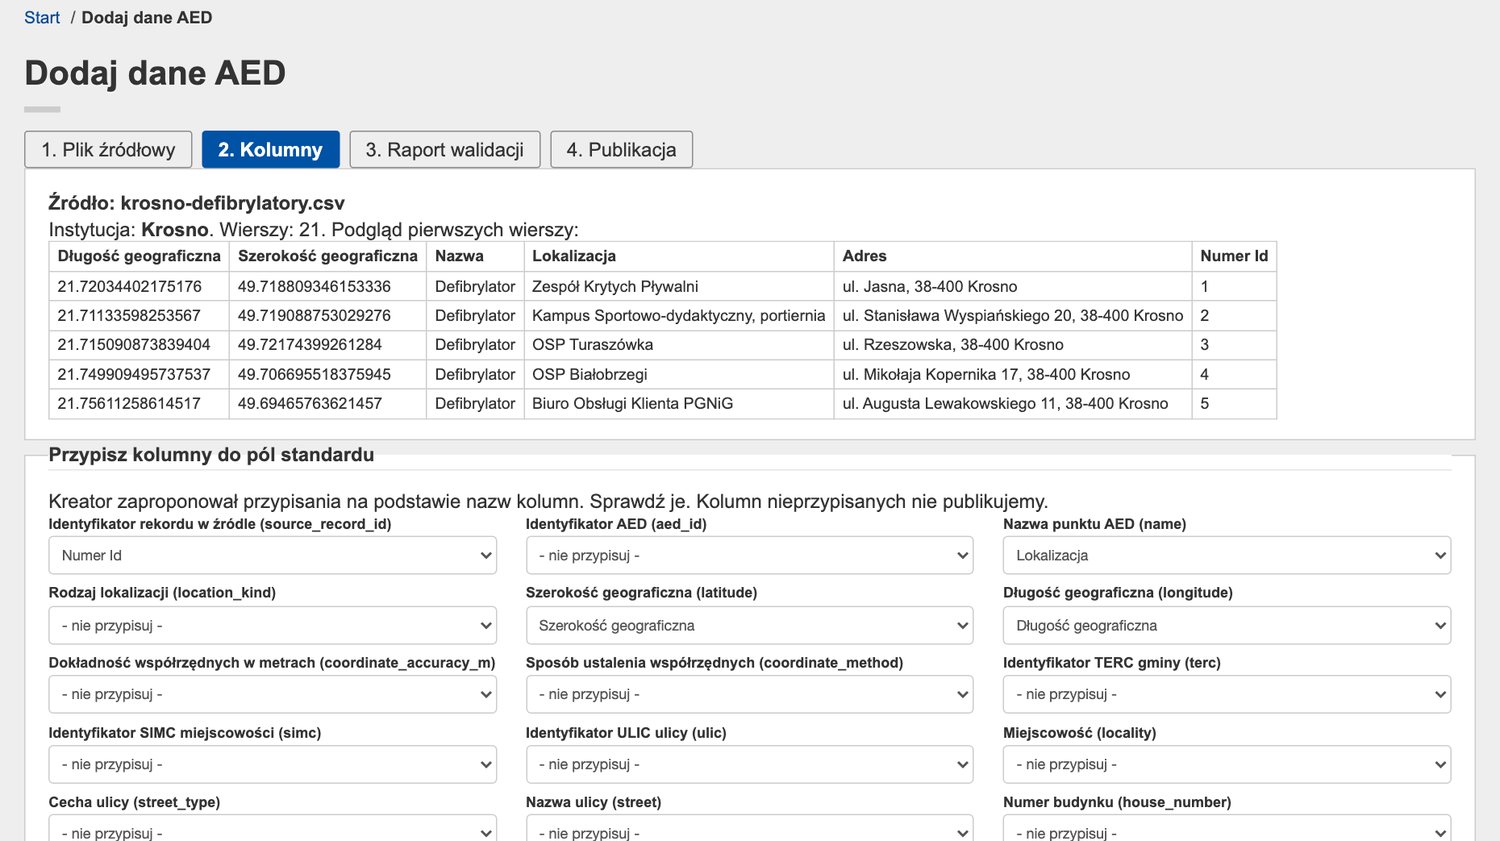 Start / Dodaj dane AED
Dodaj dane AED
1. Plik źródłowy 2. Kolumny 3. Raport walidacji 4. Publikacja
Źródło: krosno-defibrylatory.csv
Instytucja: Krosno. Wierszy: 21. Podgląd pierwszych wierszy:
Długość geograficzna Szerokość geograficzna Nazwa Lokalizacja Adres Numer Id
21.72034402175176 49.718809346153336 Defibrylator Zespół Krytych Pływalni ul. Jasna, 38-400 Krosno 1
21.71133598253567 49.719088753029276 Defibrylator Kampus Sportowo-dydaktyczny, portiernia ul. Stanisława Wyspiańskiego 20, 38-400 Krosno 2
21.715090873839404 49.72174399261284 Defibrylator OSP Turaszówka ul. Rzeszowska, 38-400 Krosno 3
21.749909495737537 49.706695518375945 Defibrylator OSP Białobrzegi ul. Mikołaja Kopernika 17, 38-400 Krosno 4
21.75611258614517 49.69465763621457 Defibrylator Biuro Obsługi Klienta PGNiG ul. Augusta Lewakowskiego 11, 38-400 Krosno 5
Przypisz kolumny do pól standardu
Kreator zaproponował przypisania na podstawie nazw kolumn. Sprawdź je. Kolumn nieprzypisanych nie publikujemy.
Identyfikator rekordu w źródle (source_record_id) Identyfikator AED (aed_id) Nazwa punktu AED (name)
Numer Id - nie przypisuj - Lokalizacja
Rodzaj lokalizacji (location_kind) Szerokość geograficzna (latitude) Długość geograficzna (longitude)
- nie przypisuj - Szerokość geograficzna Długość geograficzna
Dokładność współrzędnych w metrach (coordinate_accuracy_m) Sposób ustalenia współrzędnych (coordinate_method) Identyfikator TERC gminy (terc)
- nie przypisuj - - nie przypisuj - - nie przypisuj -
Identyfikator SIMC miejscowości (simc) Identyfikator ULIC ulicy (ulic) Miejscowość (locality)
- nie przypisuj - - nie przypisuj - - nie przypisuj -
Cecha ulicy (street_type) Nazwa ulicy (street) Numer budynku (house_number)
- nie przypisuj - - nie przypisuj - - nie przypisuj -